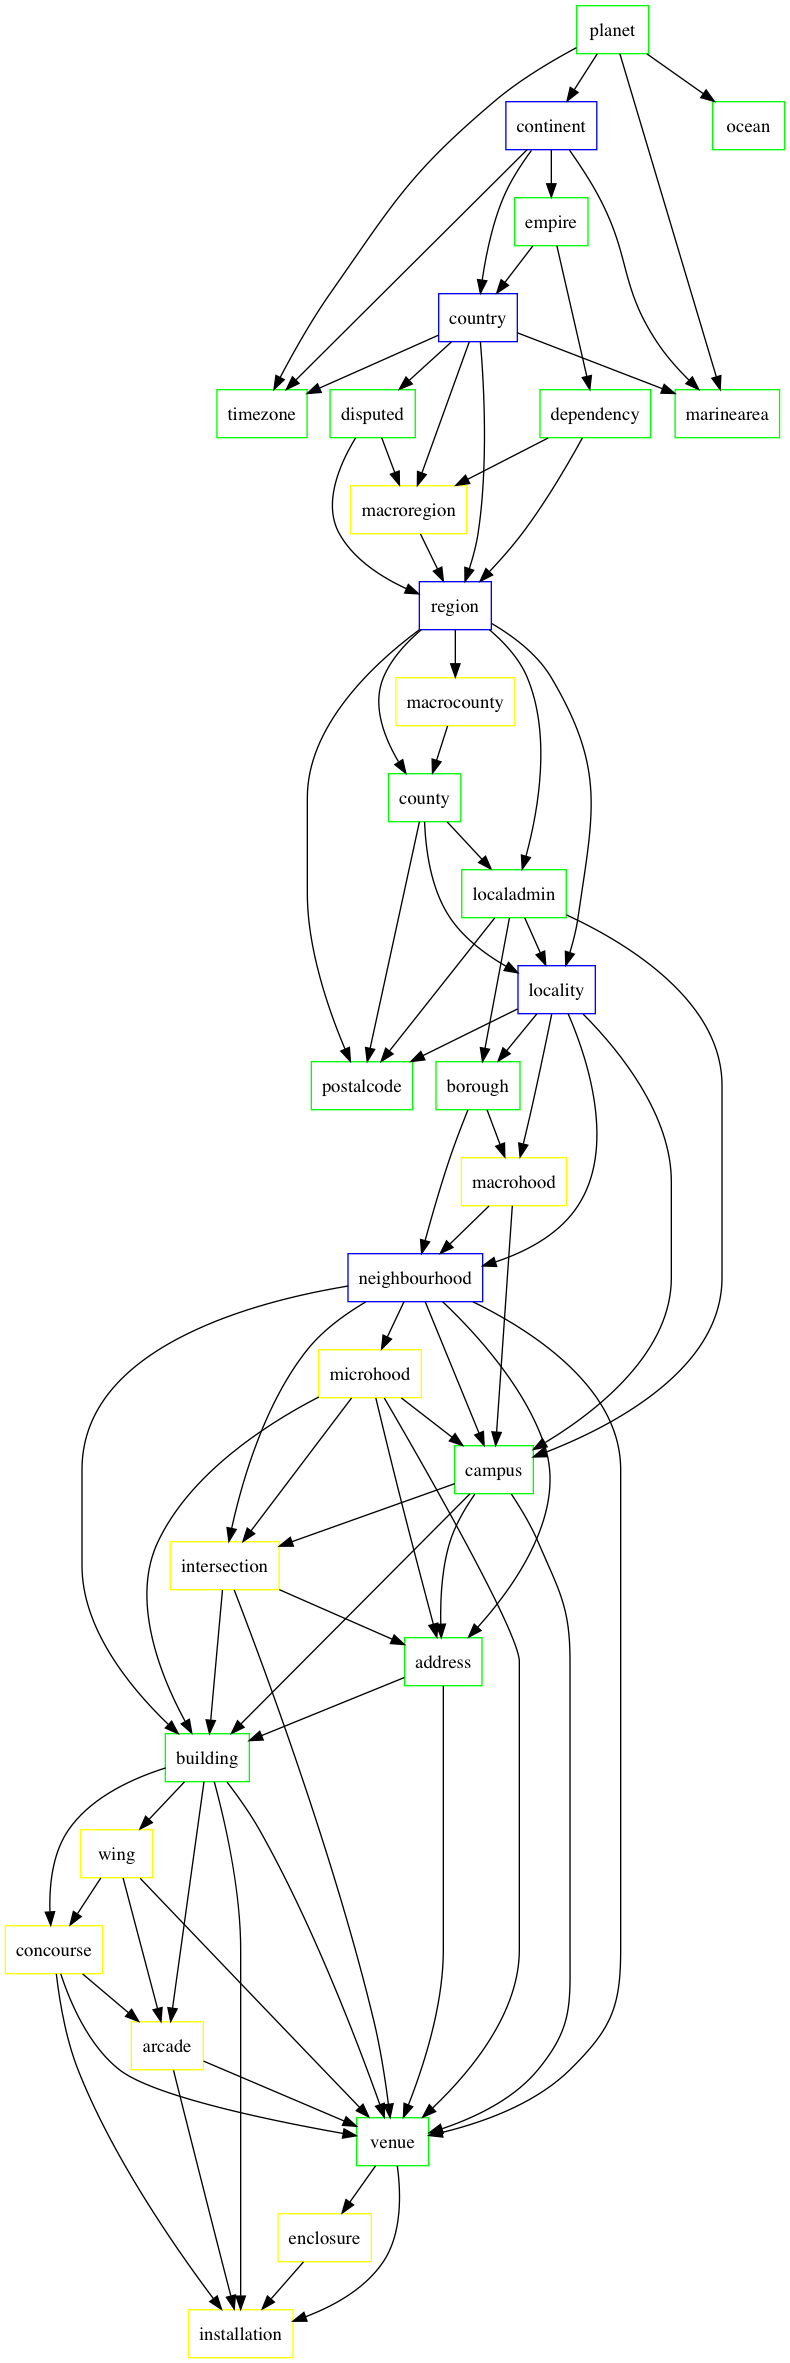 planet
continent
ocean
empire
country
timezone
disputed
dependency
marinearea
macroregion
region
macrocounty
county
localadmin
locality
postalcode
borough
macrohood
neighbourhood
microhood
campus
intersection
address
building
wing
concourse
arcade
venue
enclosure
installation